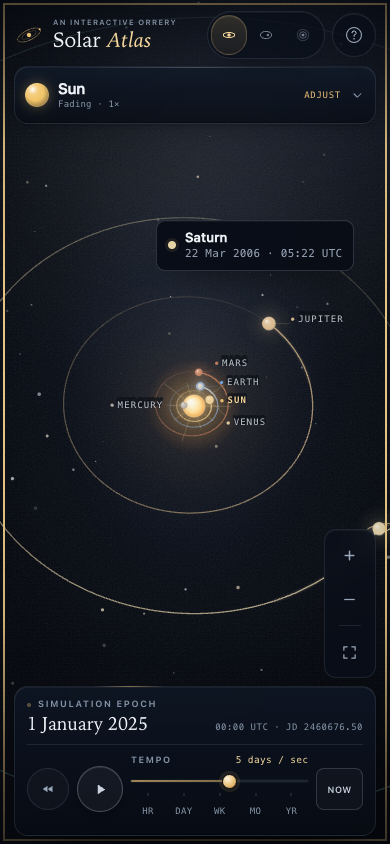 AN INTERACTIVE ORRERY
Solar Atlas
?
Sun
Fading · 1×
ADJUST
Saturn
22 Mar 2006 · 05:22 UTC
JUPITER
MARS
EARTH
SUN
MERCURY
VENUS
+
−
SIMULATION EPOCH
1 January 2025
00:00 UTC · JD 2460676.50
TEMPO
5 days / sec
HR DAY WK MO YR
NOW